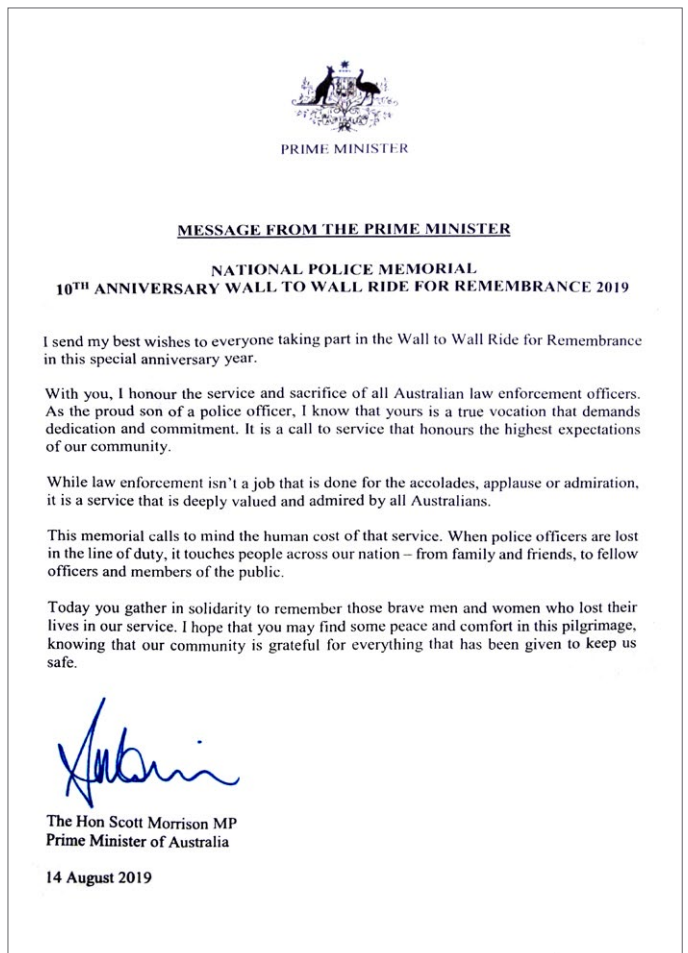 PRIME MINISTER
MESSAGE FROM THE PRIME MINISTER
NATIONAL POLICE MEMORIAL
10TH ANNIVERSARY WALL TO WALL RIDE FOR REMEMBRANCE 2019
I send my best wishes to everyone taking part in the Wall to Wall Ride for Remembrance
in this special anniversary year.
With you, I honour the service and sacrifice of all Australian law enforcement officers.
As the proud son of a police officer, I know that yours is a true vocation that demands
dedication and commitment. It is a call to service that honours the highest expectations
of our community.
While law enforcement isn't a job that is done for the accolades, applause or admiration,
it is a service that is deeply valued and admired by all Australians.
This memorial calls to mind the human cost of that service. When police officers are lost
in the line of duty, it touches people across our nation – from family and friends, to fellow
officers and members of the public.
Today you gather in solidarity to remember those brave men and women who lost their
lives in our service. I hope that you may find some peace and comfort in this pilgrimage,
knowing that our community is grateful for everything that has been given to keep us
safe.
The Hon Scott Morrison MP
Prime Minister of Australia
14 August 2019